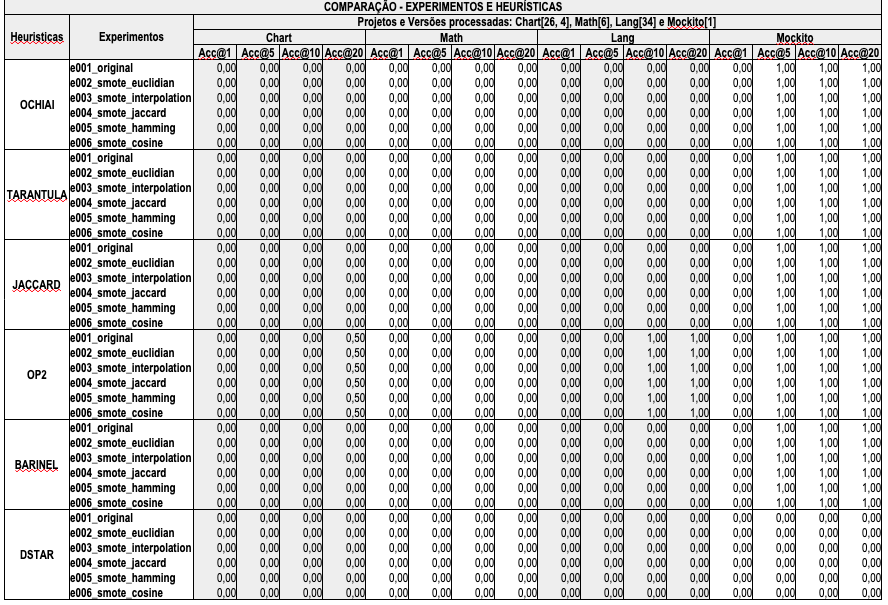 COMPARAÇÃO - EXPERIMENTOS E HEURÍSTICAS
Heurísticas Experimentos Projetos e Versões processadas: Chart[26, 4], Math[6], Lang[34] e Mockito[1]
Chart Math Lang Mockito
Acc@1 Acc@5 Acc@10 Acc@20 Acc@1 Acc@5 Acc@10 Acc@20 Acc@1 Acc@5 Acc@10 Acc@20 Acc@1 Acc@5 Acc@10 Acc@20
OCHIAI
e001_original 0,00 0,00 0,00 0,00 0,00 0,00 0,00 0,00 0,00 0,00 0,00 0,00 0,00 1,00 1,00 1,00
e002_smote_euclidian 0,00 0,00 0,00 0,00 0,00 0,00 0,00 0,00 0,00 0,00 0,00 0,00 0,00 1,00 1,00 1,00
e003_smote_interpolation 0,00 0,00 0,00 0,00 0,00 0,00 0,00 0,00 0,00 0,00 0,00 0,00 0,00 1,00 1,00 1,00
e004_smote_jaccard 0,00 0,00 0,00 0,00 0,00 0,00 0,00 0,00 0,00 0,00 0,00 0,00 0,00 1,00 1,00 1,00
e005_smote_hamming 0,00 0,00 0,00 0,00 0,00 0,00 0,00 0,00 0,00 0,00 0,00 0,00 0,00 1,00 1,00 1,00
e006_smote_cosine 0,00 0,00 0,00 0,00 0,00 0,00 0,00 0,00 0,00 0,00 0,00 0,00 0,00 1,00 1,00 1,00
TARANTULA
e001_original 0,00 0,00 0,00 0,00 0,00 0,00 0,00 0,00 0,00 0,00 0,00 0,00 0,00 1,00 1,00 1,00
e002_smote_euclidian 0,00 0,00 0,00 0,00 0,00 0,00 0,00 0,00 0,00 0,00 0,00 0,00 0,00 1,00 1,00 1,00
e003_smote_interpolation 0,00 0,00 0,00 0,00 0,00 0,00 0,00 0,00 0,00 0,00 0,00 0,00 0,00 1,00 1,00 1,00
e004_smote_jaccard 0,00 0,00 0,00 0,00 0,00 0,00 0,00 0,00 0,00 0,00 0,00 0,00 0,00 1,00 1,00 1,00
e005_smote_hamming 0,00 0,00 0,00 0,00 0,00 0,00 0,00 0,00 0,00 0,00 0,00 0,00 0,00 1,00 1,00 1,00
e006_smote_cosine 0,00 0,00 0,00 0,00 0,00 0,00 0,00 0,00 0,00 0,00 0,00 0,00 0,00 1,00 1,00 1,00
JACCARD
e001_original 0,00 0,00 0,00 0,00 0,00 0,00 0,00 0,00 0,00 0,00 0,00 0,00 0,00 1,00 1,00 1,00
e002_smote_euclidian 0,00 0,00 0,00 0,00 0,00 0,00 0,00 0,00 0,00 0,00 0,00 0,00 0,00 1,00 1,00 1,00
e003_smote_interpolation 0,00 0,00 0,00 0,00 0,00 0,00 0,00 0,00 0,00 0,00 0,00 0,00 0,00 1,00 1,00 1,00
e004_smote_jaccard 0,00 0,00 0,00 0,00 0,00 0,00 0,00 0,00 0,00 0,00 0,00 0,00 0,00 1,00 1,00 1,00
e005_smote_hamming 0,00 0,00 0,00 0,00 0,00 0,00 0,00 0,00 0,00 0,00 0,00 0,00 0,00 1,00 1,00 1,00
e006_smote_cosine 0,00 0,00 0,00 0,00 0,00 0,00 0,00 0,00 0,00 0,00 0,00 0,00 0,00 1,00 1,00 1,00
OP2
e001_original 0,00 0,00 0,00 0,50 0,00 0,00 0,00 0,00 0,00 0,00 1,00 1,00 0,00 1,00 1,00 1,00
e002_smote_euclidian 0,00 0,00 0,00 0,50 0,00 0,00 0,00 0,00 0,00 0,00 1,00 1,00 0,00 1,00 1,00 1,00
e003_smote_interpolation 0,00 0,00 0,00 0,50 0,00 0,00 0,00 0,00 0,00 0,00 1,00 1,00 0,00 1,00 1,00 1,00
e004_smote_jaccard 0,00 0,00 0,00 0,50 0,00 0,00 0,00 0,00 0,00 0,00 1,00 1,00 0,00 1,00 1,00 1,00
e005_smote_hamming 0,00 0,00 0,00 0,50 0,00 0,00 0,00 0,00 0,00 0,00 1,00 1,00 0,00 1,00 1,00 1,00
e006_smote_cosine 0,00 0,00 0,00 0,50 0,00 0,00 0,00 0,00 0,00 0,00 1,00 1,00 0,00 1,00 1,00 1,00
BARINEL
e001_original 0,00 0,00 0,00 0,00 0,00 0,00 0,00 0,00 0,00 0,00 0,00 0,00 0,00 1,00 1,00 1,00
e002_smote_euclidian 0,00 0,00 0,00 0,00 0,00 0,00 0,00 0,00 0,00 0,00 0,00 0,00 0,00 1,00 1,00 1,00
e003_smote_interpolation 0,00 0,00 0,00 0,00 0,00 0,00 0,00 0,00 0,00 0,00 0,00 0,00 0,00 1,00 1,00 1,00
e004_smote_jaccard 0,00 0,00 0,00 0,00 0,00 0,00 0,00 0,00 0,00 0,00 0,00 0,00 0,00 1,00 1,00 1,00
e005_smote_hamming 0,00 0,00 0,00 0,00 0,00 0,00 0,00 0,00 0,00 0,00 0,00 0,00 0,00 1,00 1,00 1,00
e006_smote_cosine 0,00 0,00 0,00 0,00 0,00 0,00 0,00 0,00 0,00 0,00 0,00 0,00 0,00 1,00 1,00 1,00
DSTAR
e001_original 0,00 0,00 0,00 0,00 0,00 0,00 0,00 0,00 0,00 0,00 0,00 0,00 0,00 0,00 0,00 0,00
e002_smote_euclidian 0,00 0,00 0,00 0,00 0,00 0,00 0,00 0,00 0,00 0,00 0,00 0,00 0,00 0,00 0,00 0,00
e003_smote_interpolation 0,00 0,00 0,00 0,00 0,00 0,00 0,00 0,00 0,00 0,00 0,00 0,00 0,00 0,00 0,00 0,00
e004_smote_jaccard 0,00 0,00 0,00 0,00 0,00 0,00 0,00 0,00 0,00 0,00 0,00 0,00 0,00 0,00 0,00 0,00
e005_smote_hamming 0,00 0,00 0,00 0,00 0,00 0,00 0,00 0,00 0,00 0,00 0,00 0,00 0,00 0,00 0,00 0,00
e006_smote_cosine 0,00 0,00 0,00 0,00 0,00 0,00 0,00 0,00 0,00 0,00 0,00 0,00 0,00 0,00 0,00 0,00